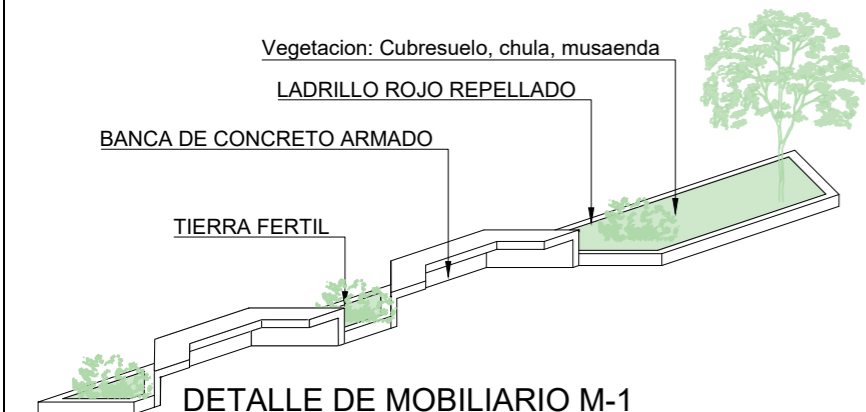 Vegetacion: Cubresuelo, chula, musaenda
LADRILLO ROJO REPELLADO
BANCA DE CONCRETO ARMADO
TIERRA FERTIL
DETALLE DE MOBILIARIO M-1